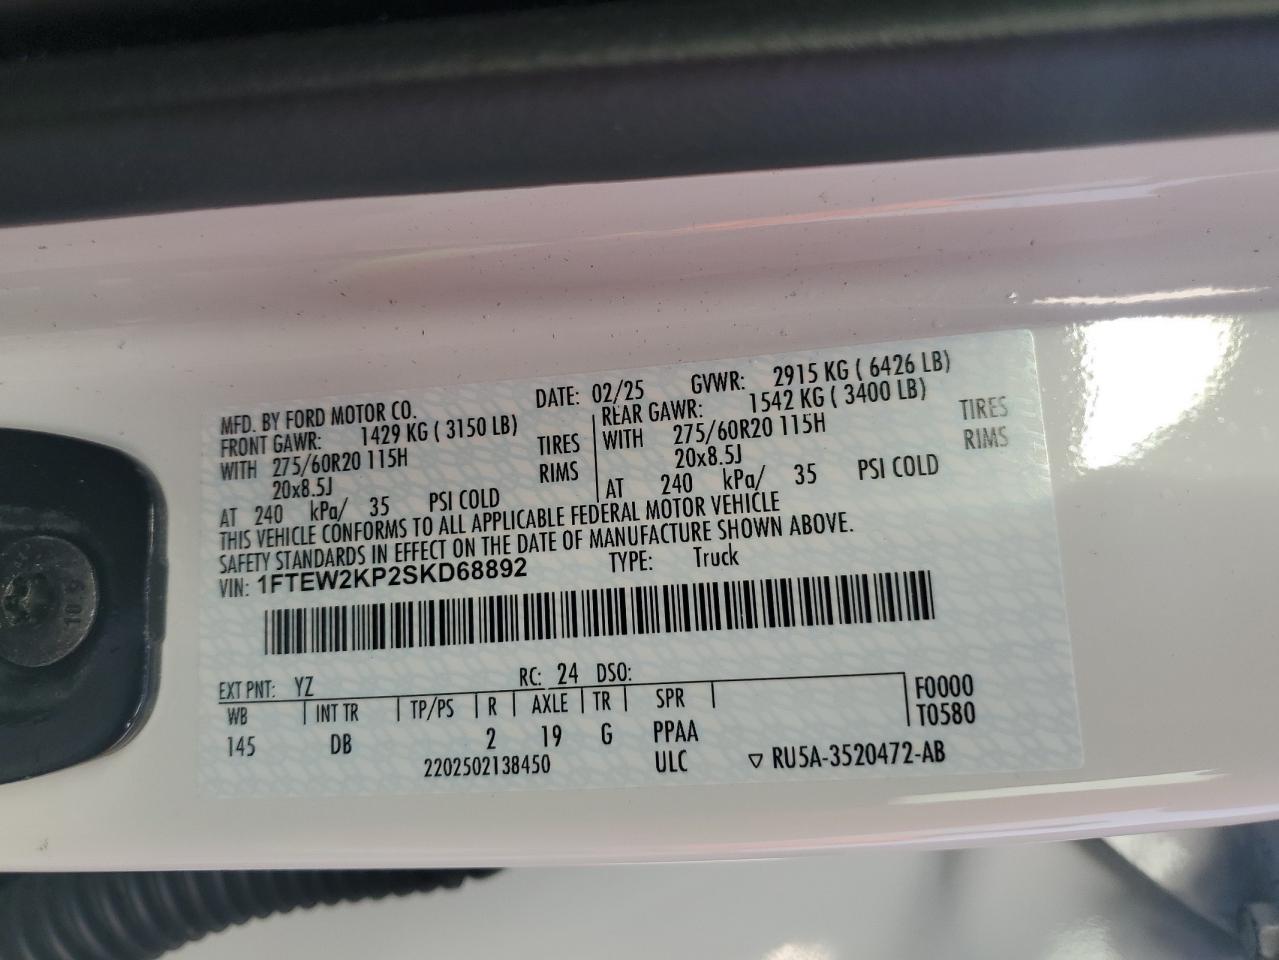 MFD. BY FORD MOTOR CO. DATE: 02/25 GVWR: 2915 KG ( 6426 LB)
FRONT GAWR: 1429 KG ( 3150 LB) REAR GAWR: 1542 KG ( 3400 LB)
WITH 275/60R20 115H TIRES WITH 275/60R20 115H TIRES
20x8.5J RIMS 20x8.5J RIMS
AT 240 kPa/ 35 PSI COLD AT 240 kPa/ 35 PSI COLD
THIS VEHICLE CONFORMS TO ALL APPLICABLE FEDERAL MOTOR VEHICLE
SAFETY STANDARDS IN EFFECT ON THE DATE OF MANUFACTURE SHOWN ABOVE.
VIN: 1FTEW2KP2SKD68892 TYPE: Truck
EXT PNT: YZ RC: 24 DSO:
WB INT TR TP/PS R AXLE TR SPR F0000
145 DB 2 19 G PPAA T0580
2202502138450 ULC ▽ RU5A-3520472-AB
10.9